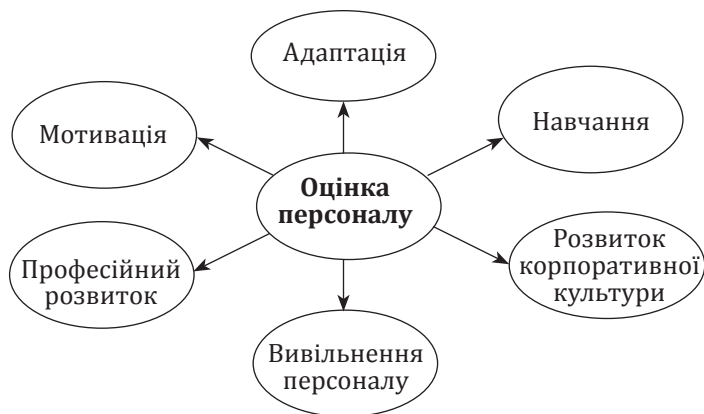 Адаптація
Мотивація
Навчання
Оцінка
персоналу
Професійний
розвиток
Розвиток
корпоративної
культури
Вивільнення
персоналу